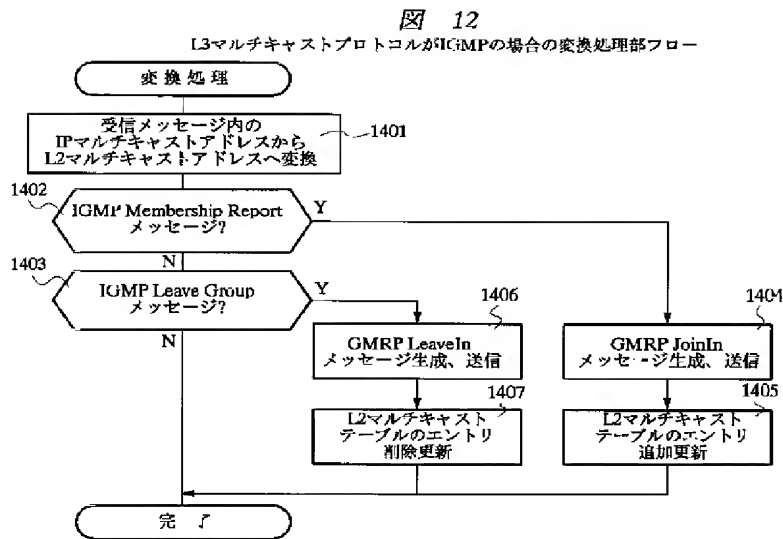 図 12
L3マルチキャストプロトコルがIGMPの場合の変換処理部フロー
変換処理
受信メッセージ内の
IPマルチキャストアドレスから
L2マルチキャストアドレスへ変換
1401
1402
IGMP Membership Report
メッセージ?
Y
N
1403
IGMP Leave Group
メッセージ?
Y
N
1406
GMRP LeaveIn
メッセージ生成、送信
1404
GMRP JoinIn
メッセージ生成、送信
1407
L2マルチキャスト
テーブルのエントリ
削除更新
1405
L2マルチキャスト
テーブルのエントリ
追加更新
完了